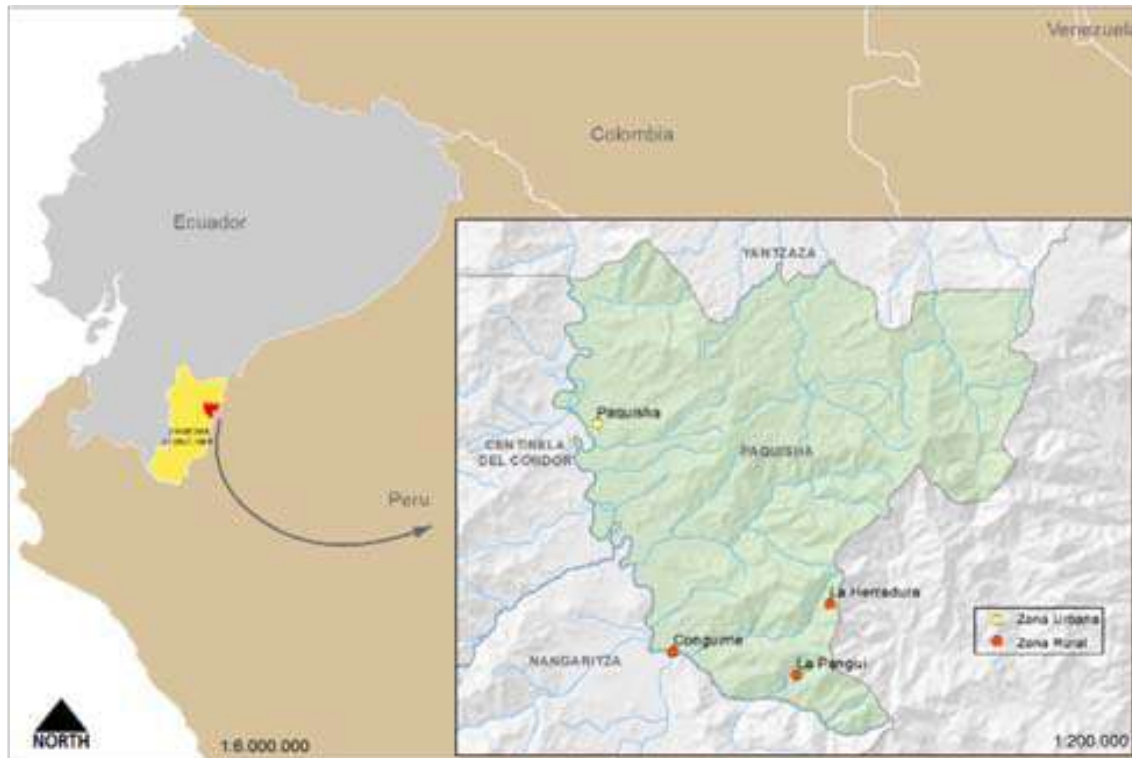 Venezuela
Colombia
Ecuador
Peru
NORTH
1:6.000.000
YANTZAZA
Paquisha
CENTINELA
DEL CONDOR
PAQUISHA
La Herradura
Conguime
La Pangui
NANGARITZA
Zona Urbana
Zona Rural
1:200.000